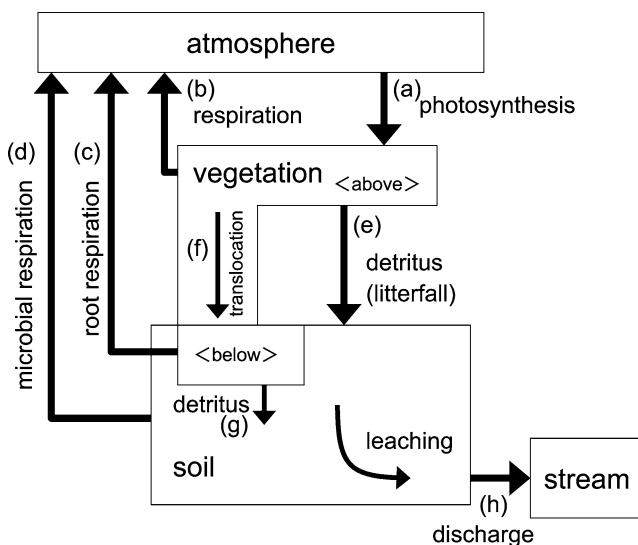 atmosphere
(b)
respiration
(a)
photosynthesis
(d)
microbial respiration
(c)
root respiration
vegetation
<above>
(f)
translocation
(e)
detritus
(litterfall)
<below>
detritus
(g)
leaching
soil
(h)
discharge
stream